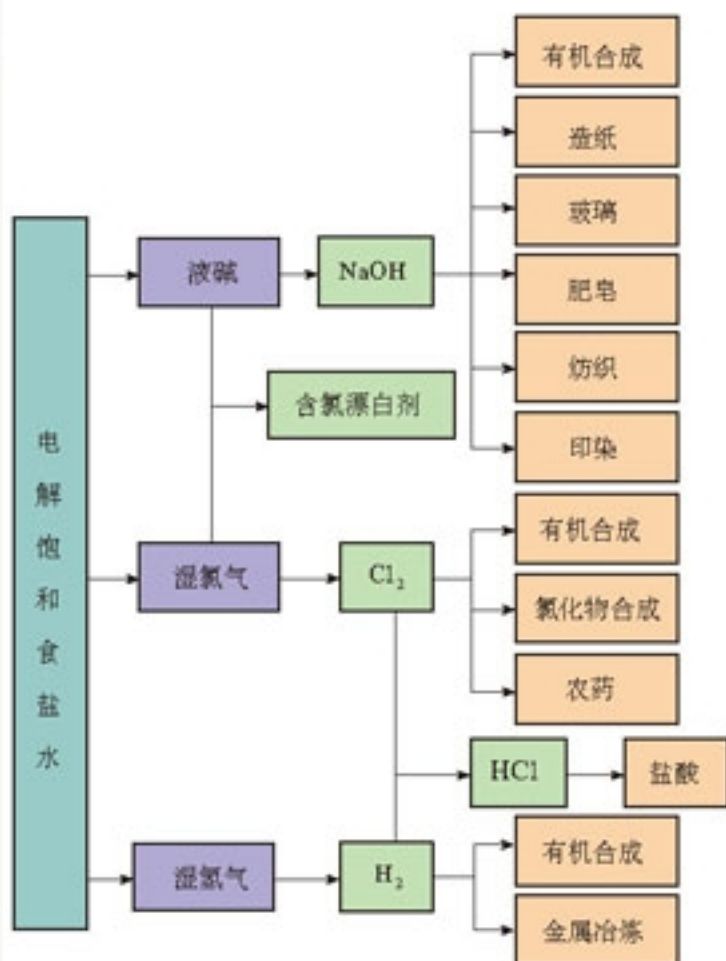 电解饱和食盐水
液碱
NaOH
有机合成
造纸
玻璃
肥皂
纺织
印染
含氯漂白剂
湿氯气
Cl₂
有机合成
氯化物合成
农药
HCl
盐酸
湿氢气
H₂
有机合成
金属冶炼